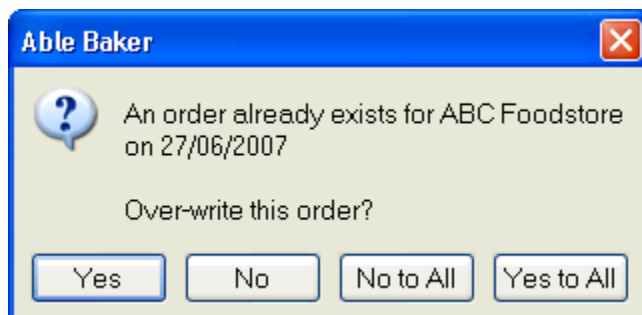 Able Baker
An order already exists for ABC Foodstore
on 27/06/2007
Over-write this order?
Yes
No
No to All
Yes to All